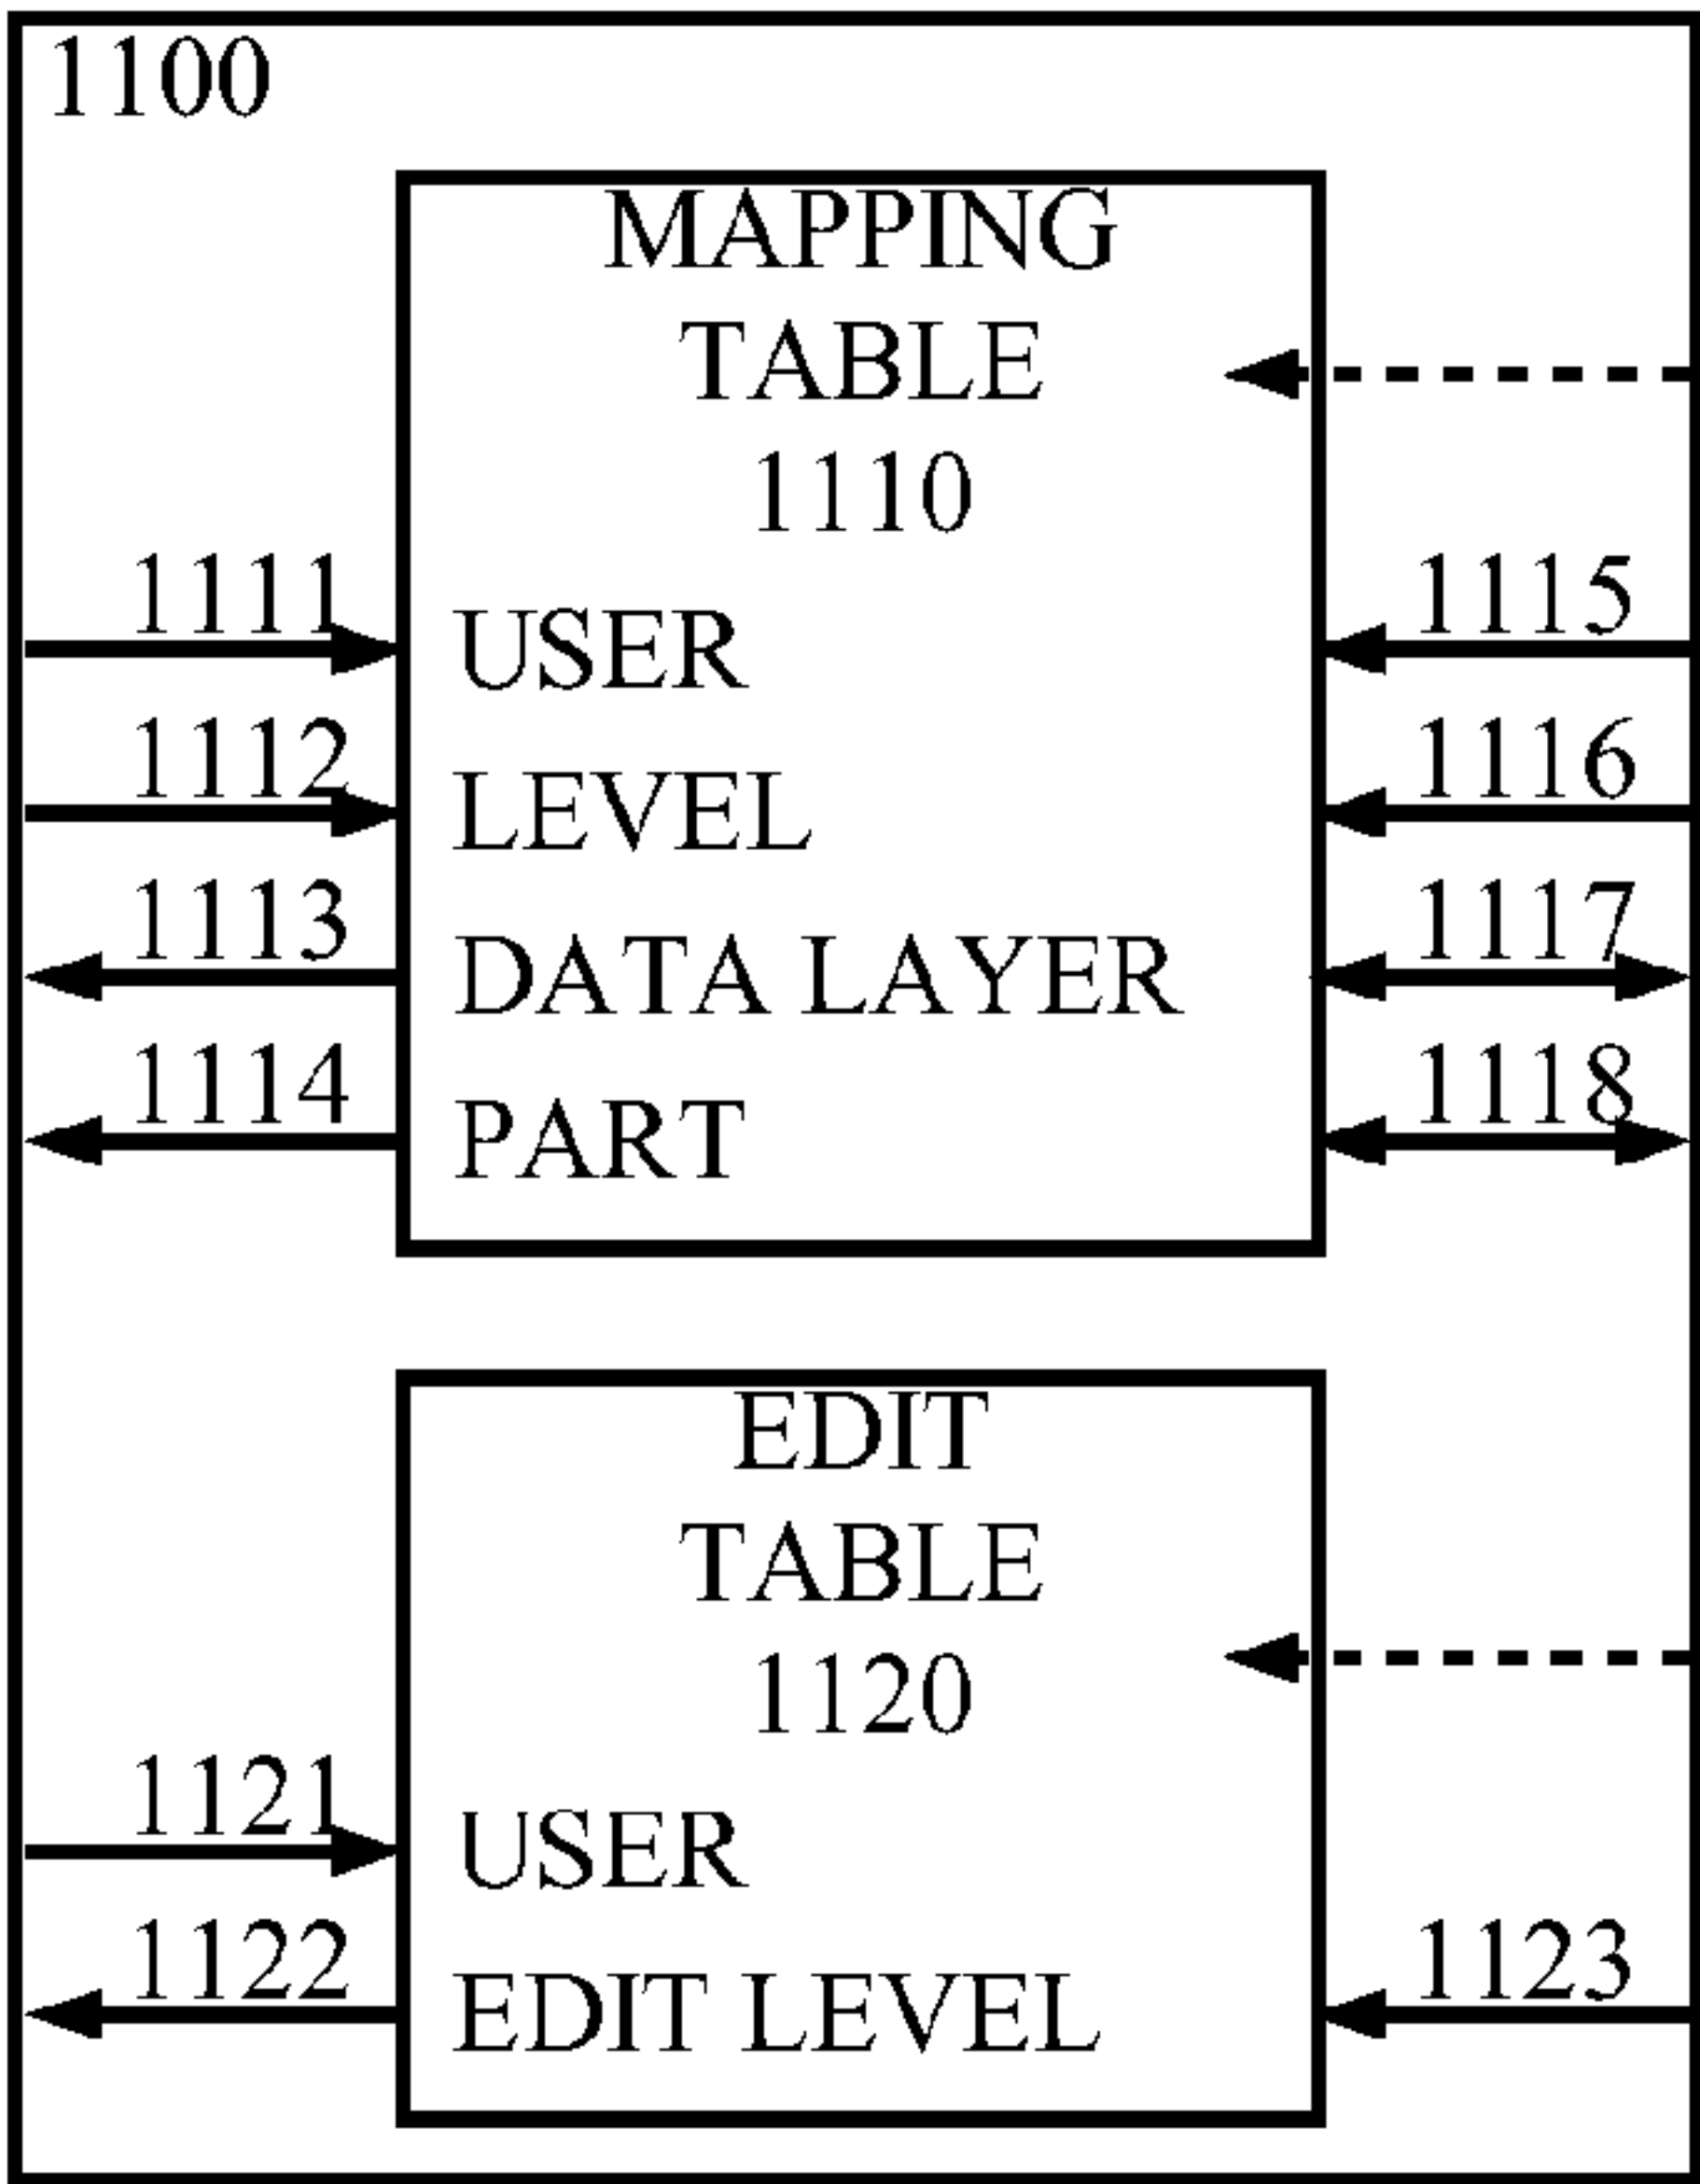 1100
MAPPING
TABLE
1110
1111
1115
USER
1112
1116
LEVEL
1113
1117
DATA LAYER
1114
1118
PART
EDIT
TABLE
1120
1121
USER
1122
1123
EDIT LEVEL